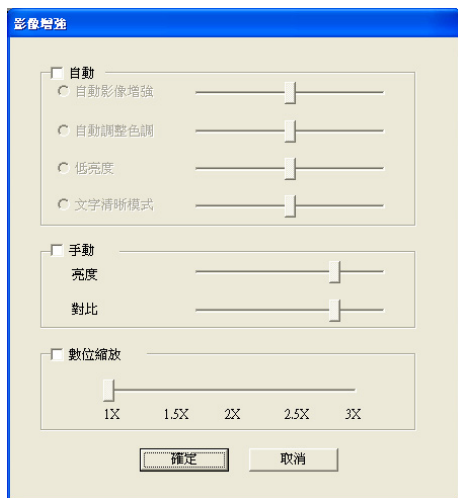 影像增強
自動
自動影像增強
自動調整色調
低亮度
文字清晰模式
手動
亮度
對比
數位縮放
1X 1.5X 2X 2.5X 3X
確定 取消